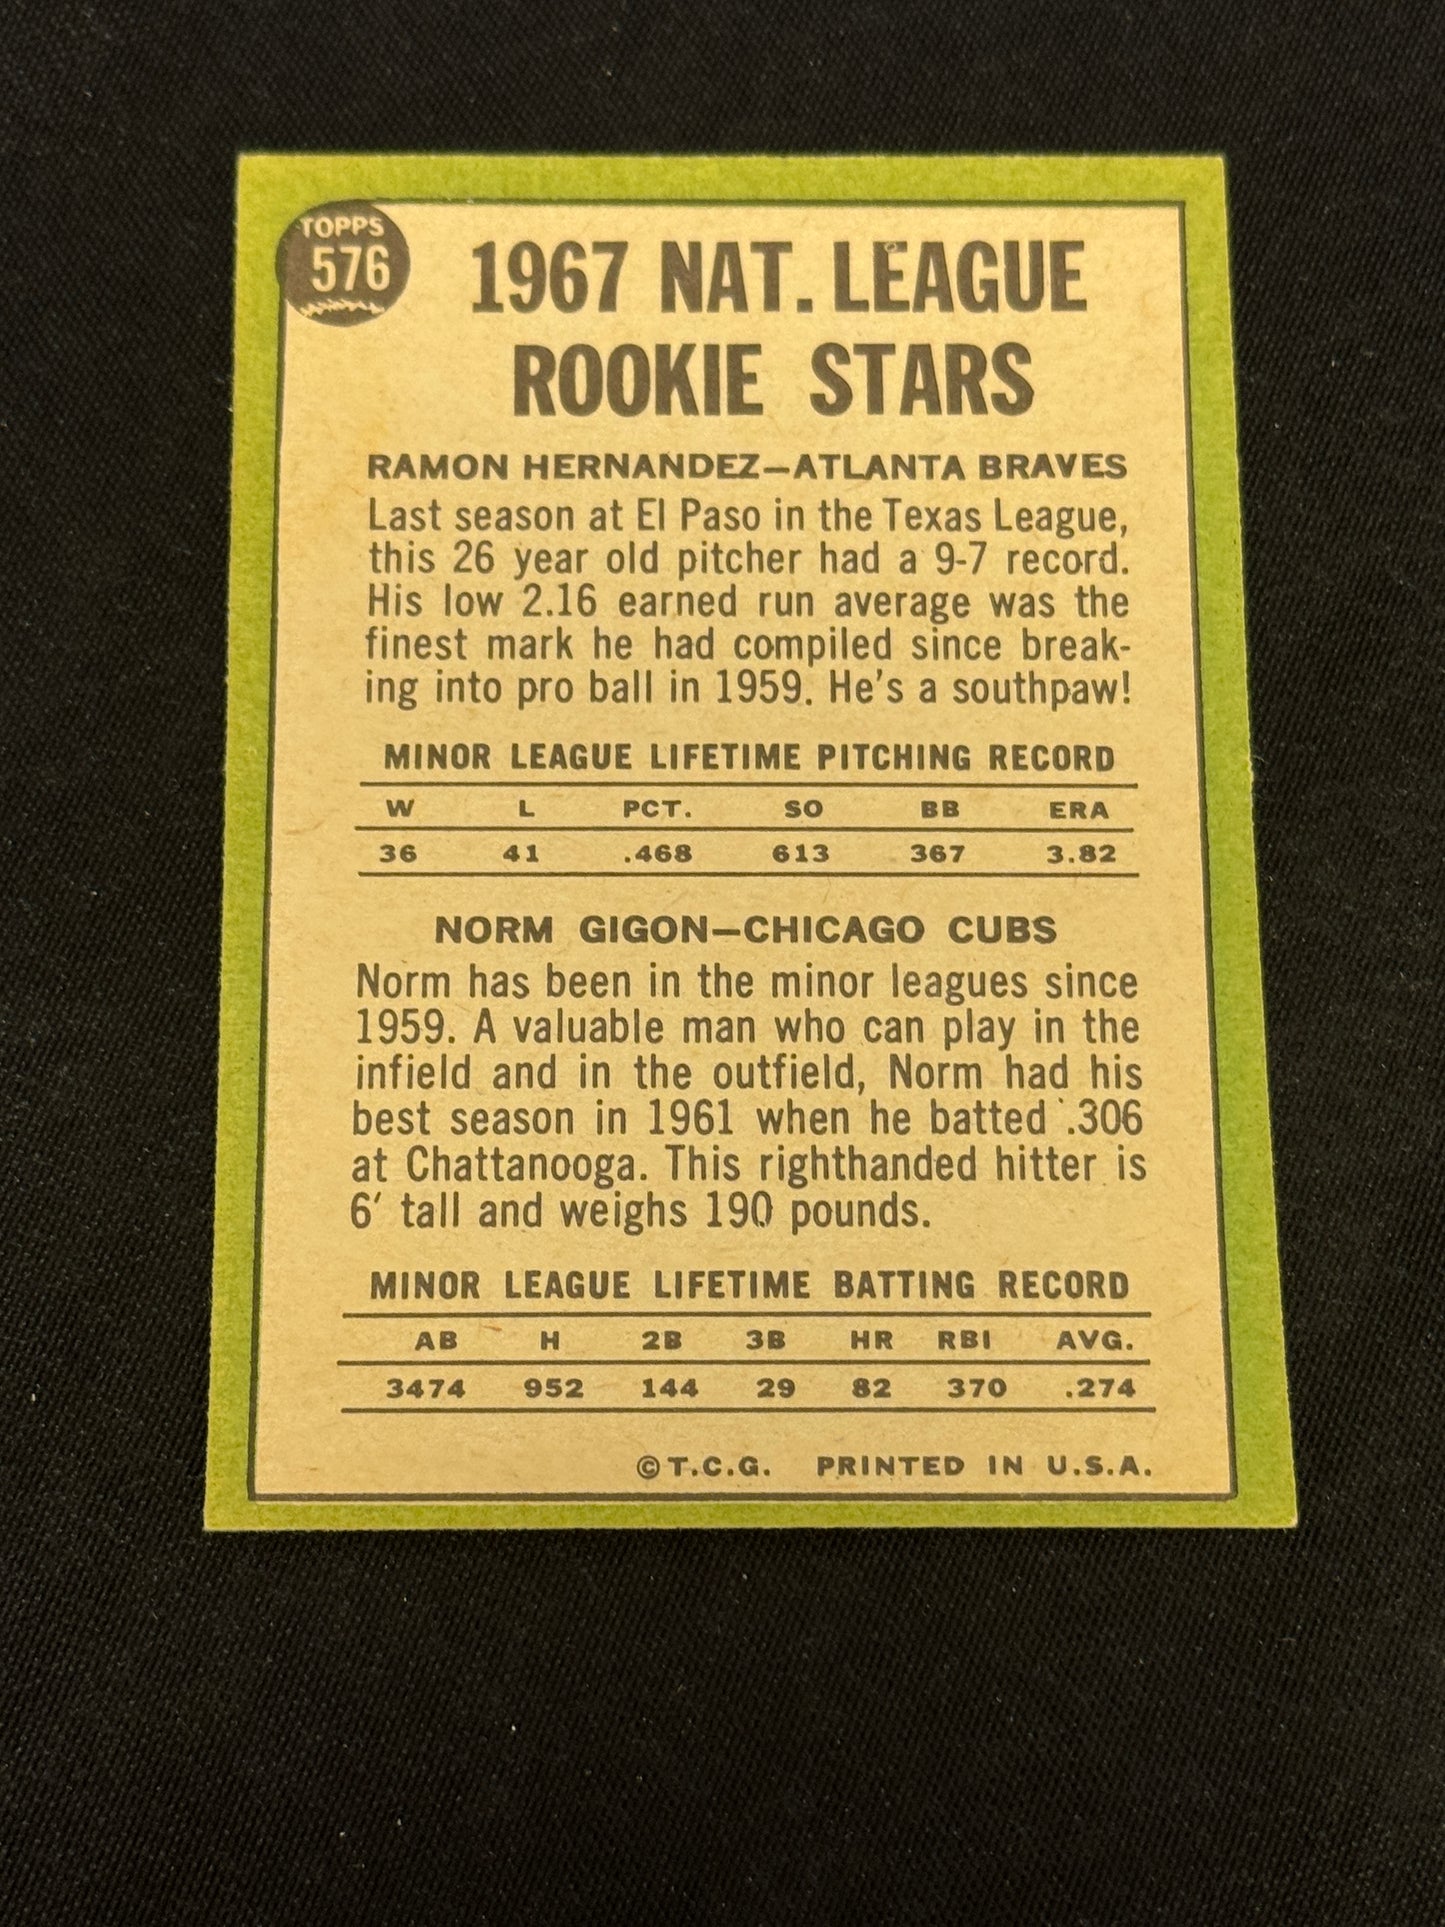 TOPPS
576
1967 NAT. LEAGUE
ROOKIE STARS
RAMON HERNANDEZ—ATLANTA BRAVES
Last season at El Paso in the Texas League,
this 26 year old pitcher had a 9-7 record.
His low 2.16 earned run average was the
finest mark he had compiled since break-
ing into pro ball in 1959. He's a southpaw!
MINOR LEAGUE LIFETIME PITCHING RECORD
W L PCT. SO BB ERA
36 41 .468 613 367 3.82
NORM GIGON—CHICAGO CUBS
Norm has been in the minor leagues since
1959. A valuable man who can play in the
infield and in the outfield, Norm had his
best season in 1961 when he batted .306
at Chattanooga. This righthanded hitter is
6′ tall and weighs 190 pounds.
MINOR LEAGUE LIFETIME BATTING RECORD
AB H 2B 3B HR RBI AVG.
3474 952 144 29 82 370 .274
© T.C.G. PRINTED IN U.S.A.